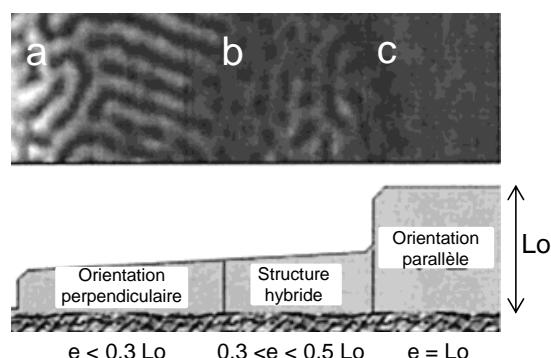 a b c
Orientation
perpendiculaire
Structure
hybride
Orientation
parallèle
Lo
e < 0.3 Lo 0.3 <e < 0.5 Lo e = Lo